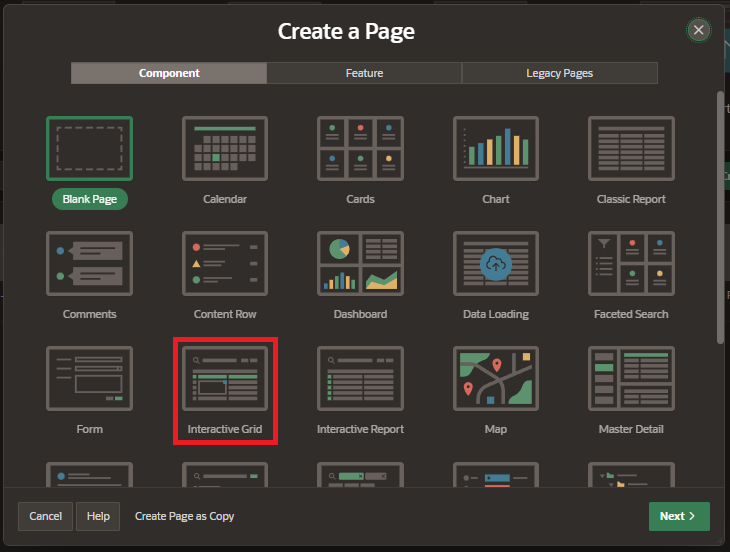 Create a Page
Component Feature Legacy Pages
Blank Page Calendar Cards Chart Classic Report
Comments Content Row Dashboard Data Loading Faceted Search
Form Interactive Grid Interactive Report Map Master Detail
Cancel Help Create Page as Copy Next